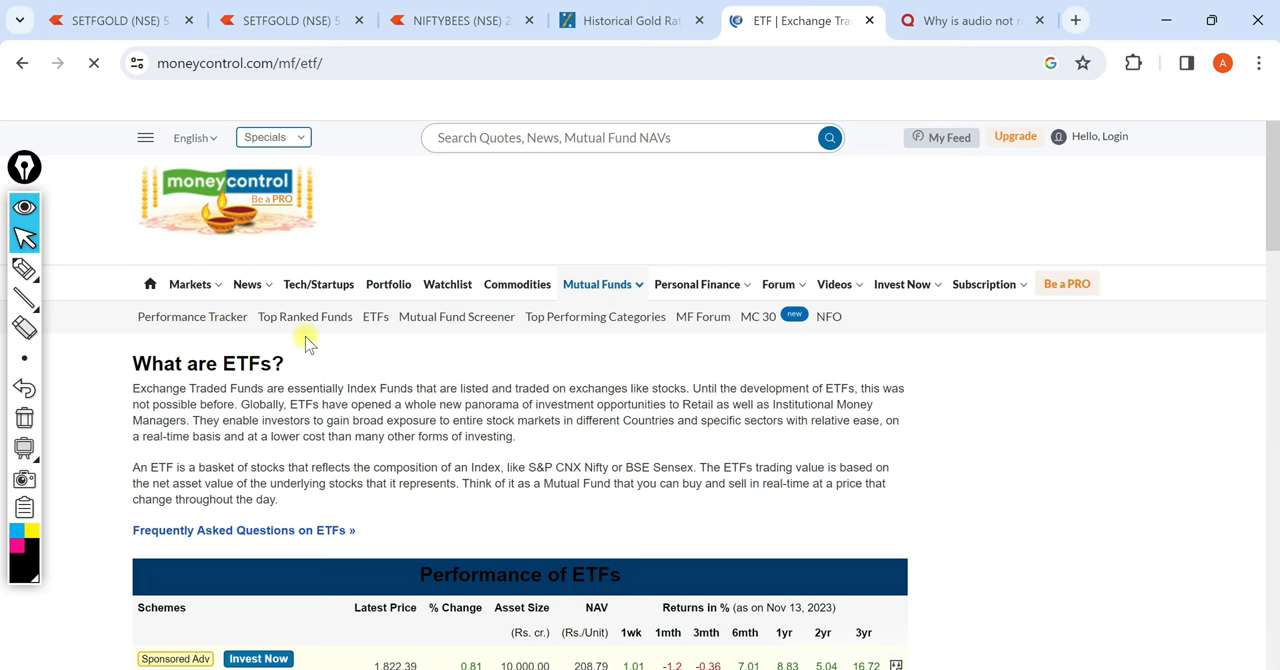 SETFGOLD (NSE) 5
SETFGOLD (NSE) 5
NIFTYBEES (NSE) 2
Historical Gold Rat
ETF | Exchange Tra
Why is audio not r
moneycontrol.com/mf/etf/
A
English
Specials
Search Quotes, News, Mutual Fund NAVs
My Feed
Upgrade
Hello, Login
moneycontrol
Be a PRO
Markets
News
Tech/Startups
Portfolio
Watchlist
Commodities
Mutual Funds
Personal Finance
Forum
Videos
Invest Now
Subscription
Be a PRO
Performance Tracker
Top Ranked Funds
ETFs
Mutual Fund Screener
Top Performing Categories
MF Forum
MC 30
new
NFO
What are ETFs?
Exchange Traded Funds are essentially Index Funds that are listed and traded on exchanges like stocks. Until the development of ETFs, this was
not possible before. Globally, ETFs have opened a whole new panorama of investment opportunities to Retail as well as Institutional Money
Managers. They enable investors to gain broad exposure to entire stock markets in different Countries and specific sectors with relative ease, on
a real-time basis and at a lower cost than many other forms of investing.
An ETF is a basket of stocks that reflects the composition of an Index, like S&P CNX Nifty or BSE Sensex. The ETFs trading value is based on
the net asset value of the underlying stocks that it represents. Think of it as a Mutual Fund that you can buy and sell in real-time at a price that
change throughout the day.
Frequently Asked Questions on ETFs »
Performance of ETFs
Schemes Latest Price % Change Asset Size NAV Returns in % (as on Nov 13, 2023)
(Rs. cr.) (Rs./Unit) 1wk 1mth 3mth 6mth 1yr 2yr 3yr
Sponsored Adv Invest Now
1,822.39 0.81 10,000.00 208.79 1.01 -1.2 -0.36 7.01 8.83 5.04 16.72